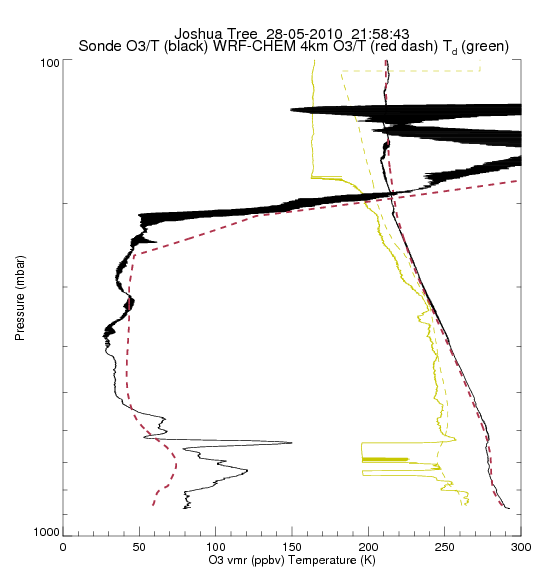 Joshua Tree 28-05-2010 21:58:43
Sonde O3/T (black) WRF-CHEM 4km O3/T (red dash) Td (green)
100
Pressure (mbar)
1000
0 50 100 150 200 250 300
O3 vmr (ppbv) Temperature (K)